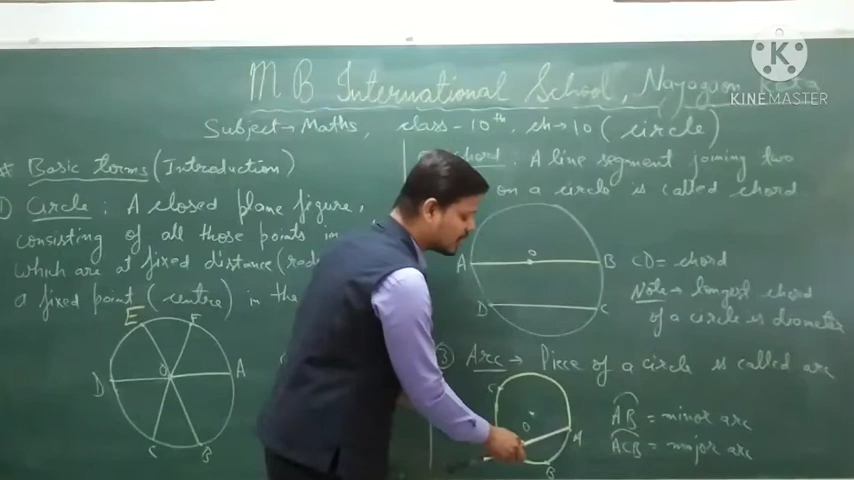 M B International School, Nayagaon Kota
K
KINEMASTER
Subject → Maths, class - 10th, ch → 10 (circle)
* Basic terms (Introduction)
1) Circle : A closed plane figure,
consisting of all those points in
which are at fixed distance (
a fixed point (centre) in the
E F
D O A
C B
chord : A line segment joining two
on a circle is called chord
A O B
D C
CD = chord
Note → longest chord
of a circle is diameter
③ Arc → Piece of a circle is called arc
C
O
A
B
AB = minor arc
ACB = major arc